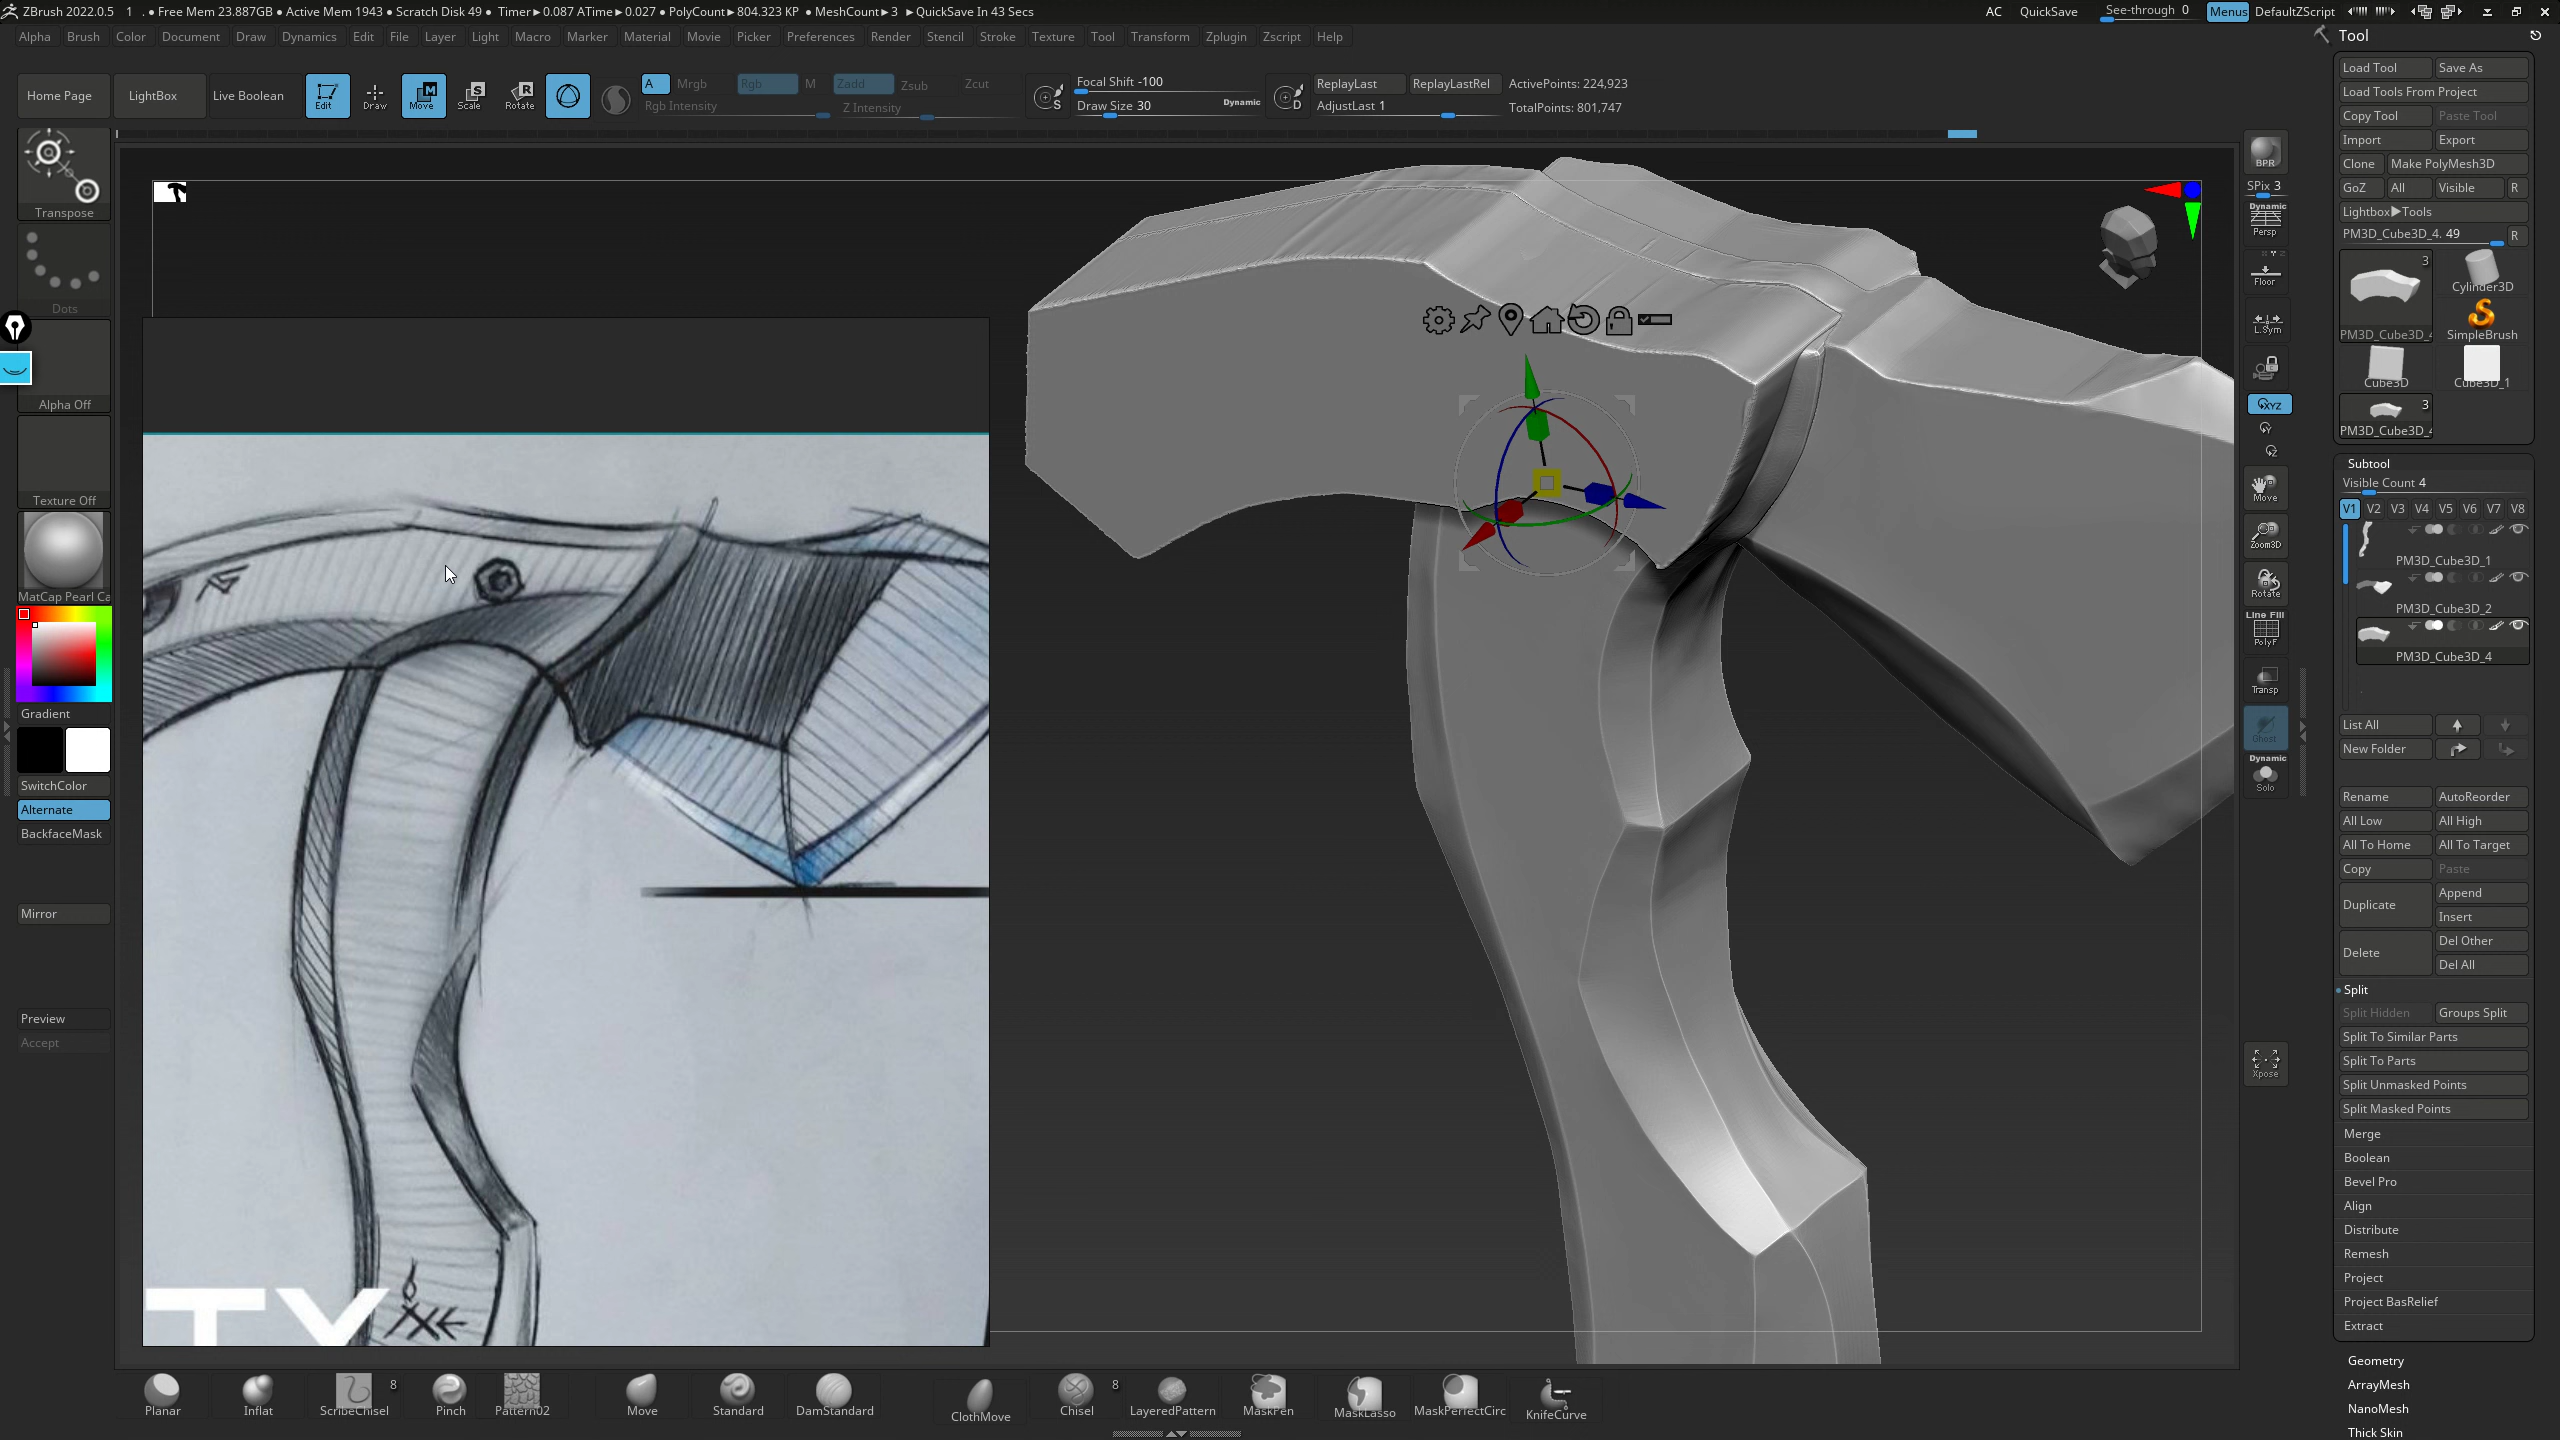 ZBrush 2022.0.5 1 . • Free Mem 23.887GB • Active Mem 1943 • Scratch Disk 49 • Timer►0.087 ATime►0.027 • PolyCount►804.323 KP • MeshCount►3 ►QuickSave In 43 Secs AC QuickSave See-through 0 Menus DefaultZScript
Alpha Brush Color Document Draw Dynamics Edit File Layer Light Macro Marker Material Movie Picker Preferences Render Stencil Stroke Texture Tool Transform Zplugin Zscript Help
Tool
Home Page LightBox Live Boolean Edit Draw Move Scale Rotate
A Mrgb Rgb M Zadd Zsub Zcut
Rgb Intensity Z Intensity
S Focal Shift -100
Draw Size 30 Dynamic
D ReplayLast ReplayLastRel
AdjustLast 1
ActivePoints: 224,923
TotalPoints: 801,747
Transpose
Dots
Alpha Off
Texture Off
MatCap Pearl Ca
Gradient
SwitchColor
Alternate
BackfaceMask
Mirror
Preview
Accept
TY
BPR
SPix 3
Dynamic
Persp
Floor
L.Sym
XYZ
Y
Z
Move
Zoom3D
Rotate
Line Fill
PolyF
Transp
Ghost
Dynamic
Solo
Xpose
Load Tool Save As
Load Tools From Project
Copy Tool Paste Tool
Import Export
Clone Make PolyMesh3D
GoZ All Visible R
Lightbox►Tools
PM3D_Cube3D_4. 49 R
3
PM3D_Cube3D_4 Cylinder3D
SimpleBrush
Cube3D Cube3D_1
3
PM3D_Cube3D_4
Subtool
Visible Count 4
V1 V2 V3 V4 V5 V6 V7 V8
PM3D_Cube3D_1
PM3D_Cube3D_2
PM3D_Cube3D_4
List All
New Folder
Rename AutoReorder
All Low All High
All To Home All To Target
Copy Paste
Duplicate Append
Insert
Delete Del Other
Del All
Split
Split Hidden Groups Split
Split To Similar Parts
Split To Parts
Split Unmasked Points
Split Masked Points
Merge
Boolean
Bevel Pro
Align
Distribute
Remesh
Project
Project BasRelief
Extract
Geometry
ArrayMesh
NanoMesh
Thick Skin
Planar Inflat ScribeChisel 8 Pinch Pattern02 Move Standard DamStandard ClothMove Chisel 8 LayeredPattern MaskPen MaskLasso MaskPerfectCirc KnifeCurve